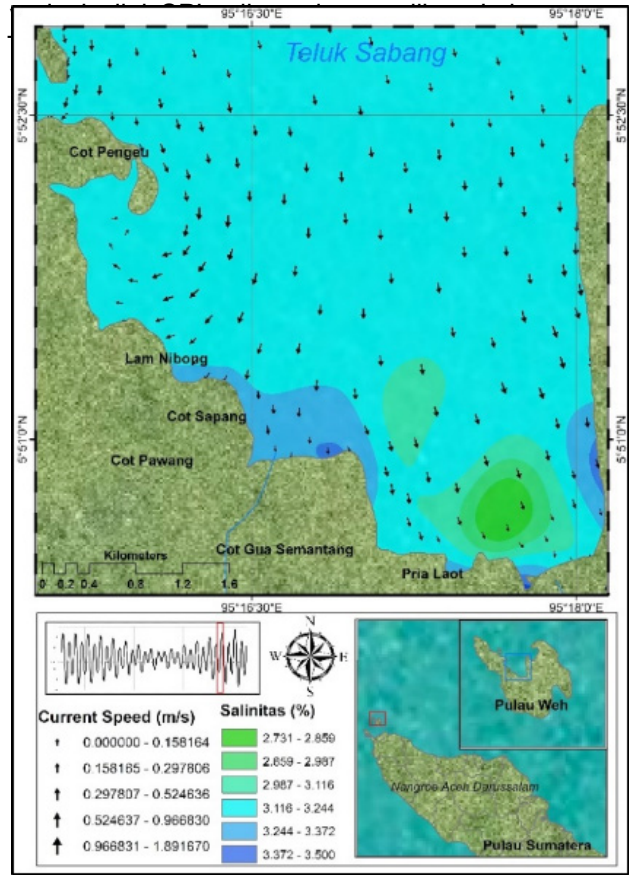 95°16'30"E 95°18'0"E
Teluk Sabang
5°52'30"N 5°52'30"N
Cot Pengeu
Lam Nibong
Cot Sapang
5°51'0"N 5°51'0"N
Cot Pawang
Cot Gua Semantang
Kilometers
Pria Laot
0 0.2 0.4 0.8 1.2 1.6
95°16'30"E 95°18'0"E
N
W E
S
Current Speed (m/s)
0.000000 - 0.158164
0.158165 - 0.297806
0.297807 - 0.524636
0.524637 - 0.966830
0.966831 - 1.891670
Salinitas (%)
2.731 - 2.859
2.859 - 2.987
2.987 - 3.116
3.116 - 3.244
3.244 - 3.372
3.372 - 3.500
Pulau Weh
Nangroe Aceh Darussalam
Pulau Sumatera